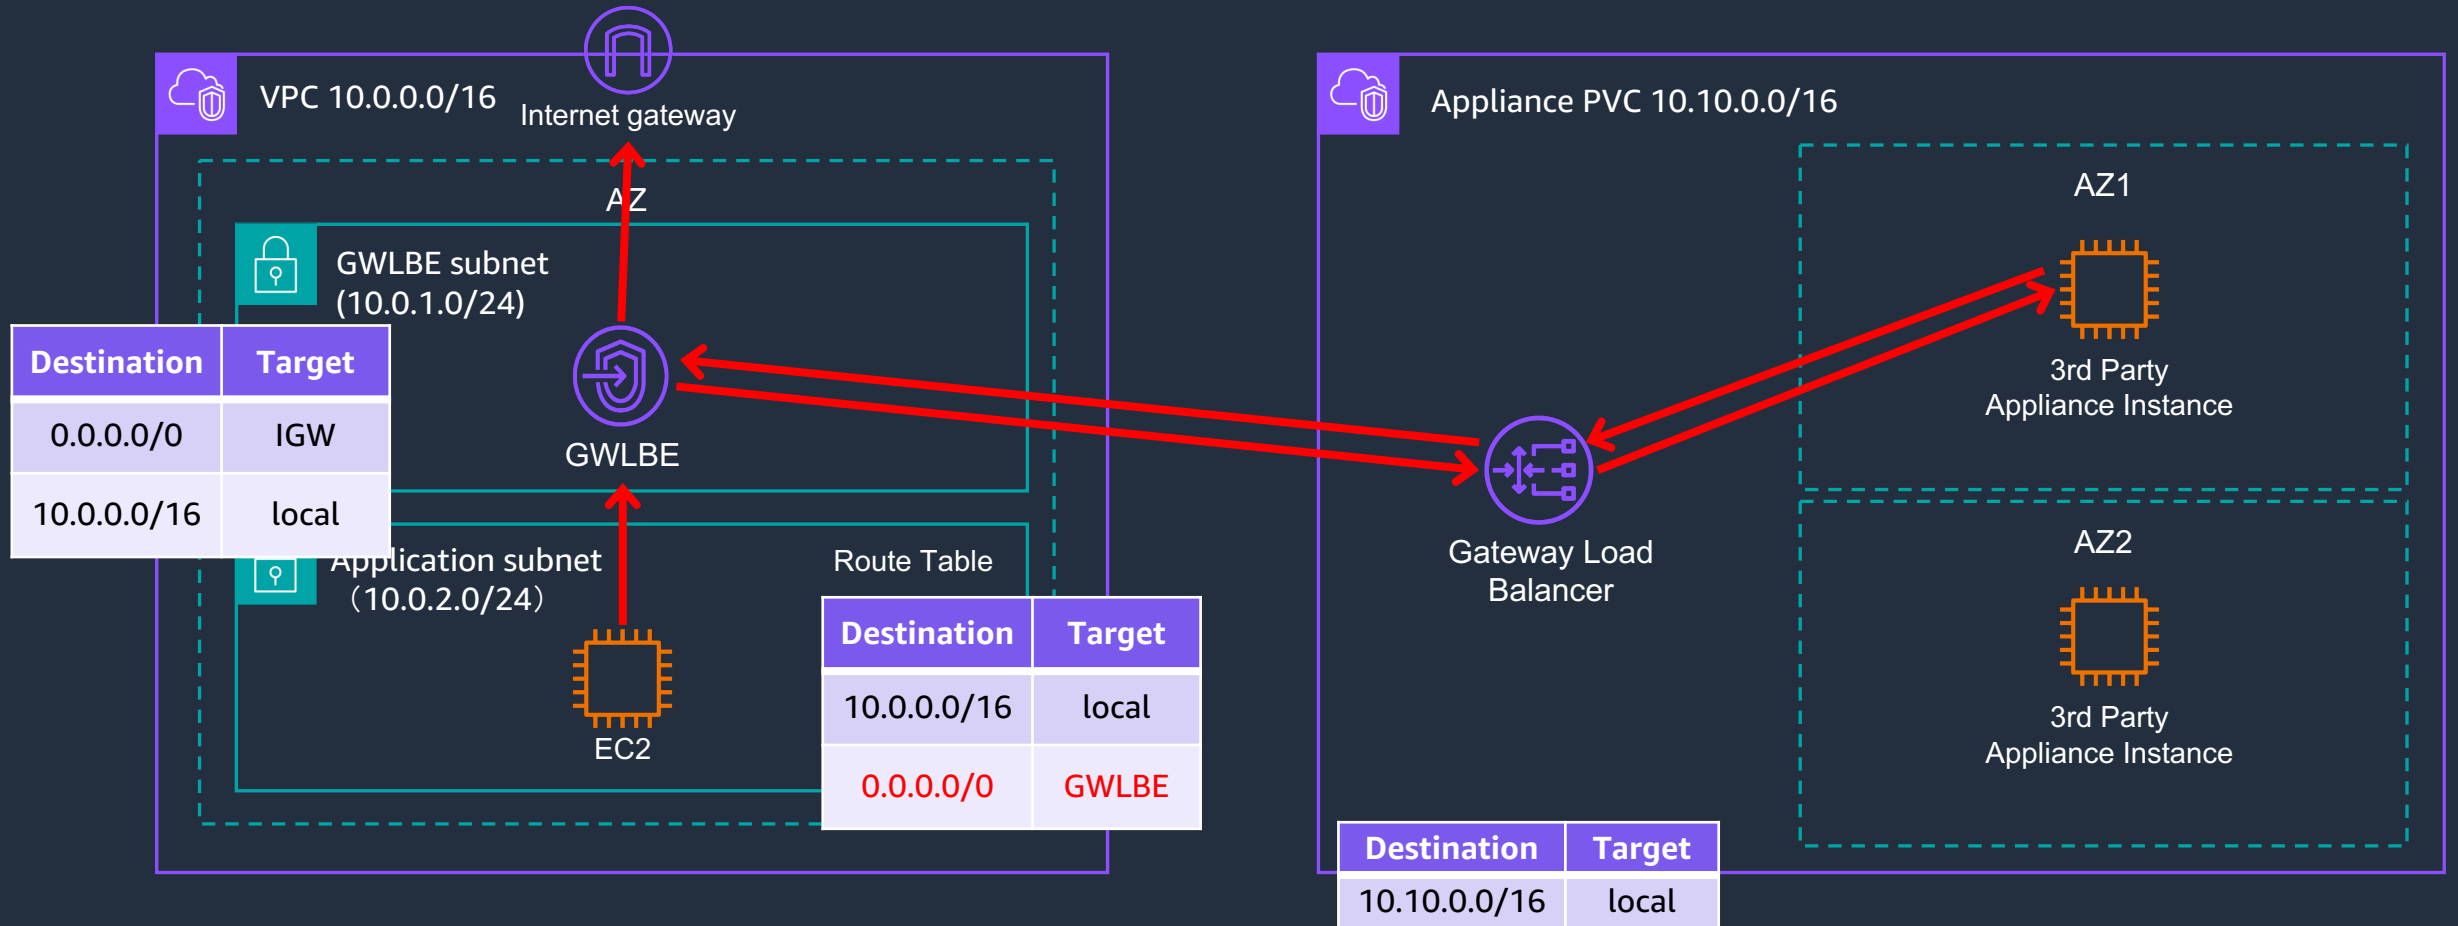 VPC 10.0.0.0/16
Internet gateway
AZ
GWLBE subnet
(10.0.1.0/24)
Destination Target
0.0.0.0/0 IGW
10.0.0.0/16 local
GWLBE
Application subnet
（10.0.2.0/24）
EC2
Route Table
Destination Target
10.0.0.0/16 local
0.0.0.0/0 GWLBE
Appliance PVC 10.10.0.0/16
AZ1
3rd Party
Appliance Instance
Gateway Load
Balancer
AZ2
3rd Party
Appliance Instance
Destination Target
10.10.0.0/16 local